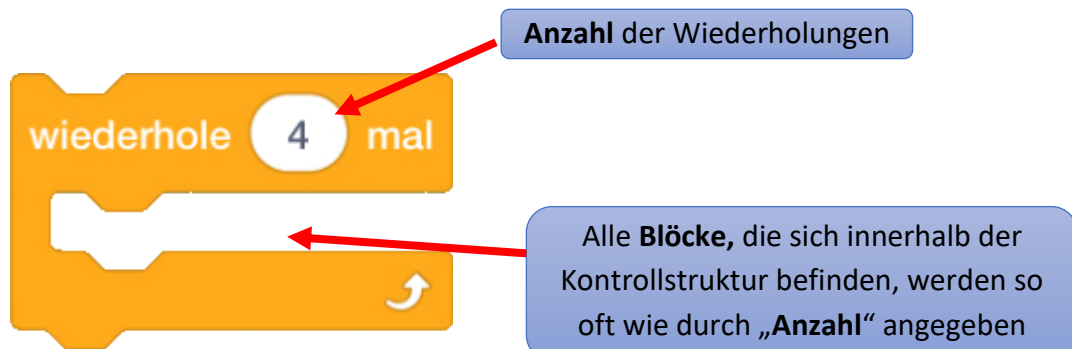 Anzahl der Wiederholungen
wiederhole 4 mal
Alle Blöcke, die sich innerhalb der
Kontrollstruktur befinden, werden so
oft wie durch „Anzahl“ angegeben